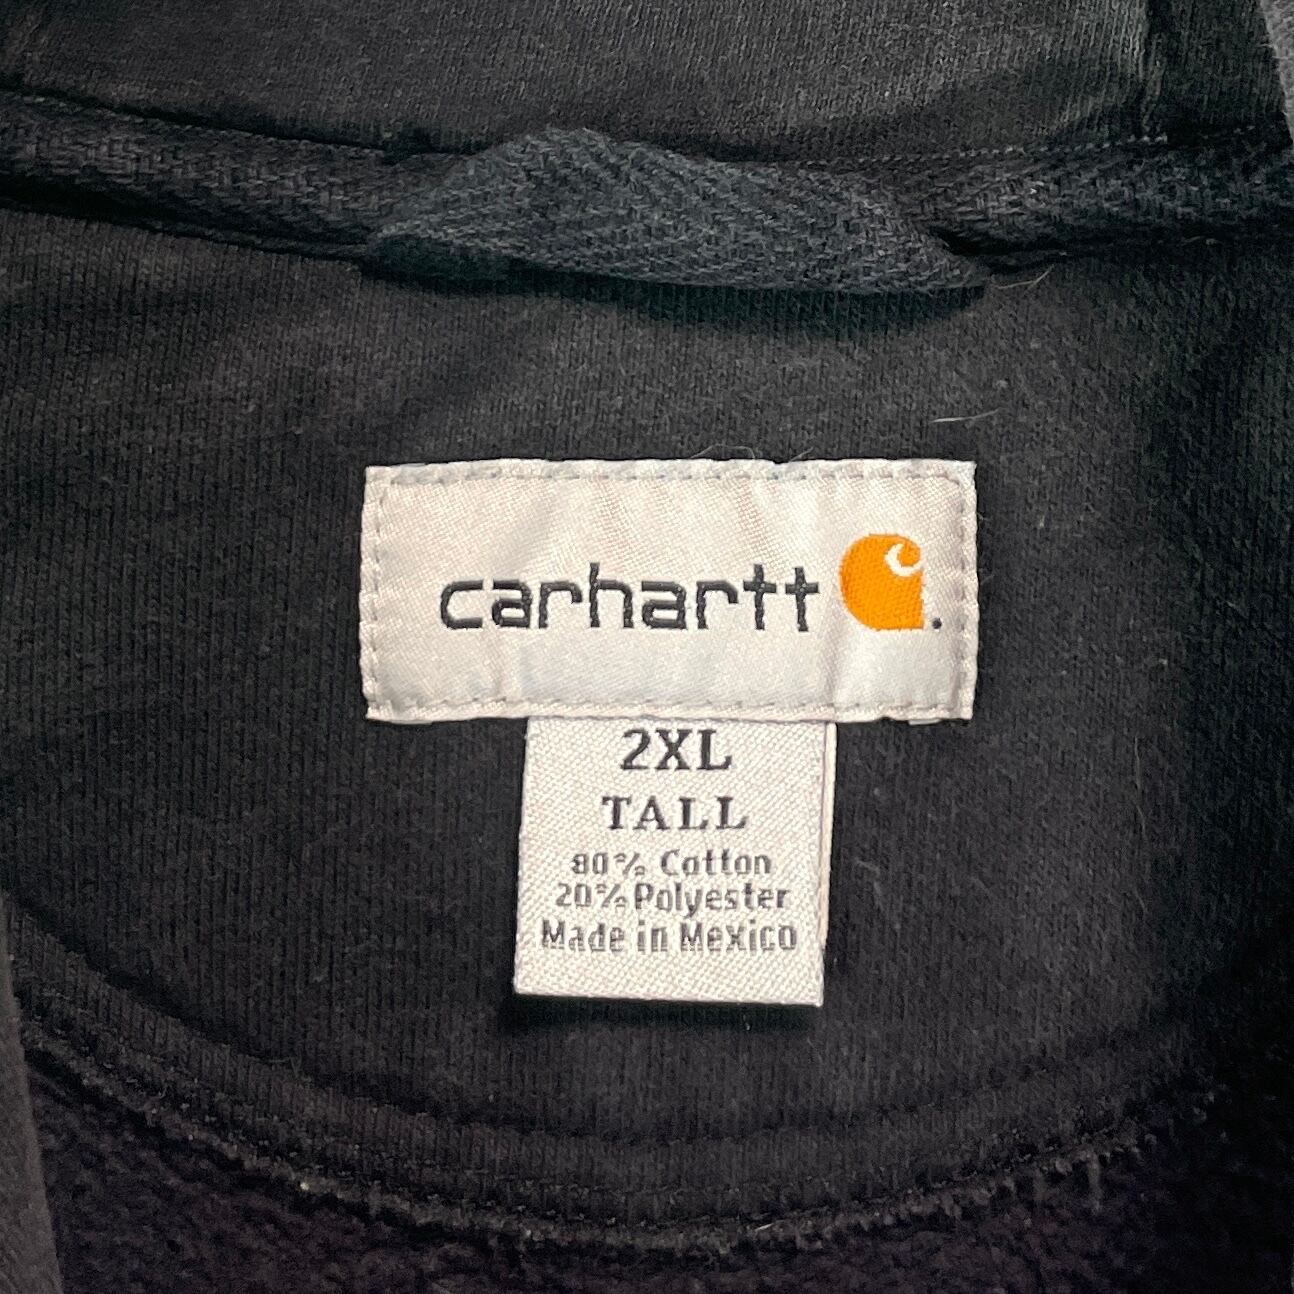 carhartt
2XL
TALL
80% Cotton
20% Polyester
Made in Mexico